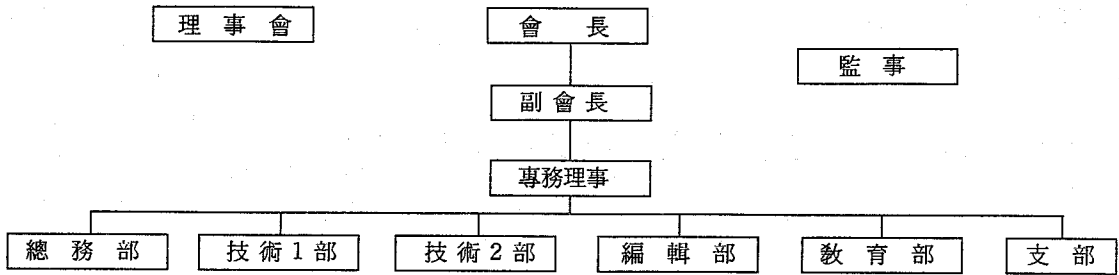 理事會
會長
監事
副會長
專務理事
總務部
技術1部
技術2部
編輯部
敎育部
支部